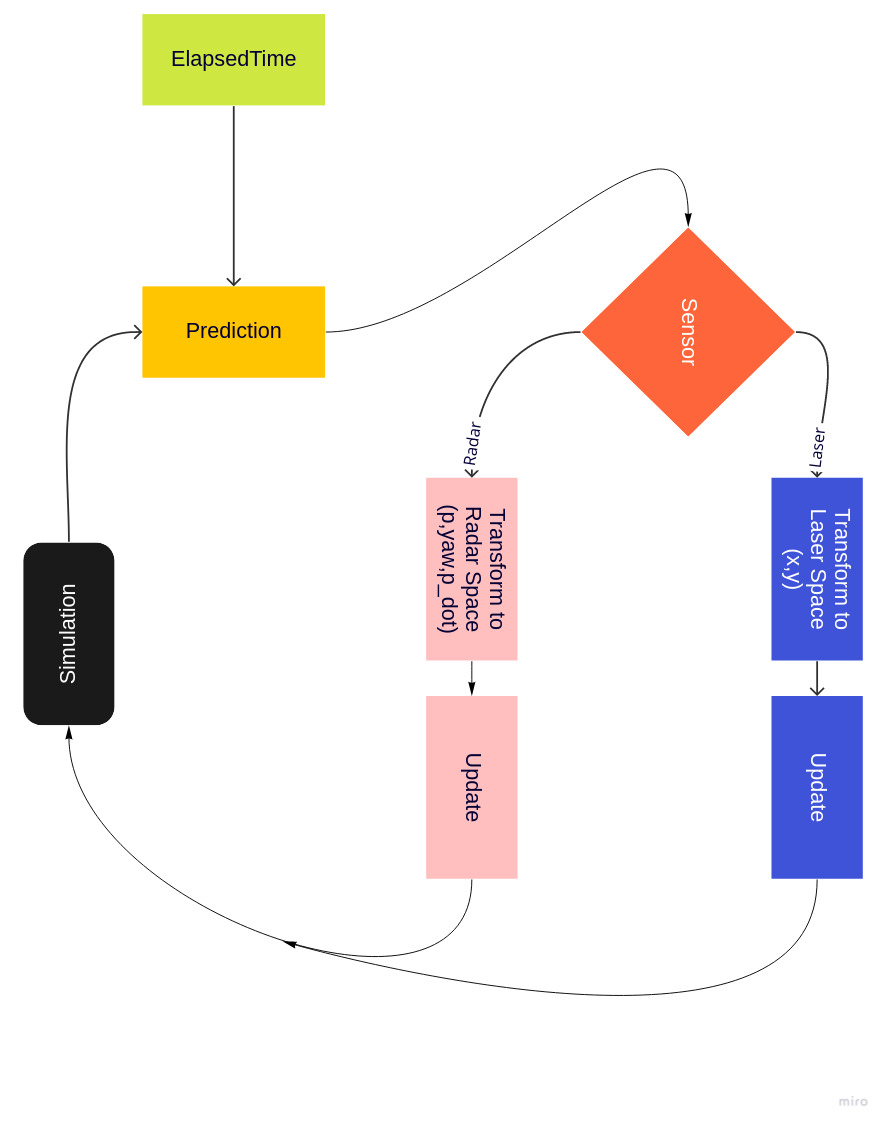 ElapsedTime
Prediction
Sensor
Radar
Laser
Transform to
Radar Space
(p,yaw,p_dot)
Transform to
Laser Space
(x,y)
Simulation
Update
Update
miro